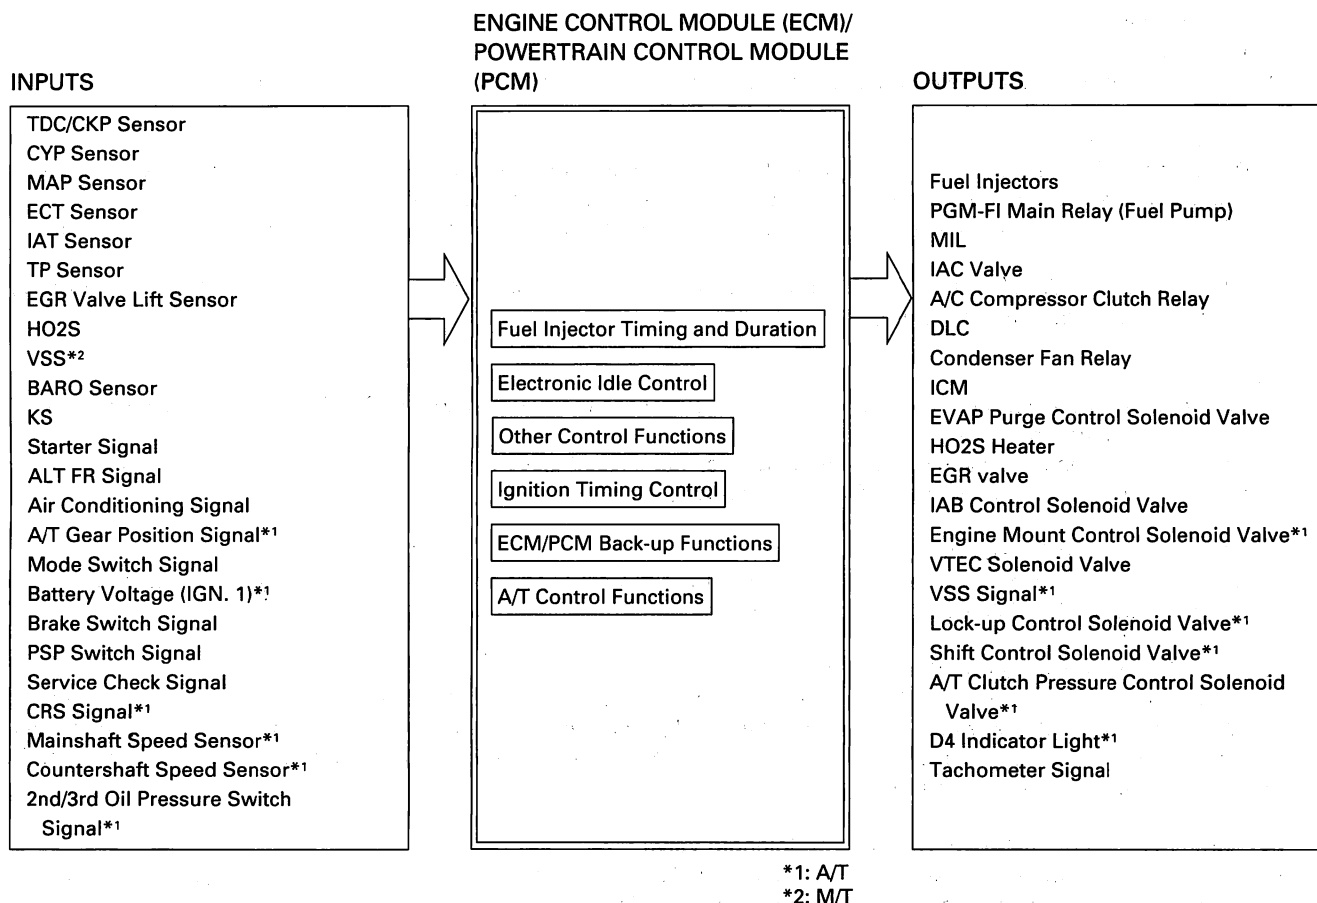 INPUTS
TDC/CKP Sensor
CYP Sensor
MAP Sensor
ECT Sensor
IAT Sensor
TP Sensor
EGR Valve Lift Sensor
HO2S
VSS*2
BARO Sensor
KS
Starter Signal
ALT FR Signal
Air Conditioning Signal
A/T Gear Position Signal*1
Mode Switch Signal
Battery Voltage (IGN. 1)*1
Brake Switch Signal
PSP Switch Signal
Service Check Signal
CRS Signal*1
Mainshaft Speed Sensor*1
Countershaft Speed Sensor*1
2nd/3rd Oil Pressure Switch
Signal*1
ENGINE CONTROL MODULE (ECM)/
POWERTRAIN CONTROL MODULE
(PCM)
Fuel Injector Timing and Duration
Electronic Idle Control
Other Control Functions
Ignition Timing Control
ECM/PCM Back-up Functions
A/T Control Functions
OUTPUTS
Fuel Injectors
PGM-FI Main Relay (Fuel Pump)
MIL
IAC Valve
A/C Compressor Clutch Relay
DLC
Condenser Fan Relay
ICM
EVAP Purge Control Solenoid Valve
HO2S Heater
EGR valve
IAB Control Solenoid Valve
Engine Mount Control Solenoid Valve*1
VTEC Solenoid Valve
VSS Signal*1
Lock-up Control Solenoid Valve*1
Shift Control Solenoid Valve*1
A/T Clutch Pressure Control Solenoid
Valve*1
D4 Indicator Light*1
Tachometer Signal
*1: A/T
*2: M/T